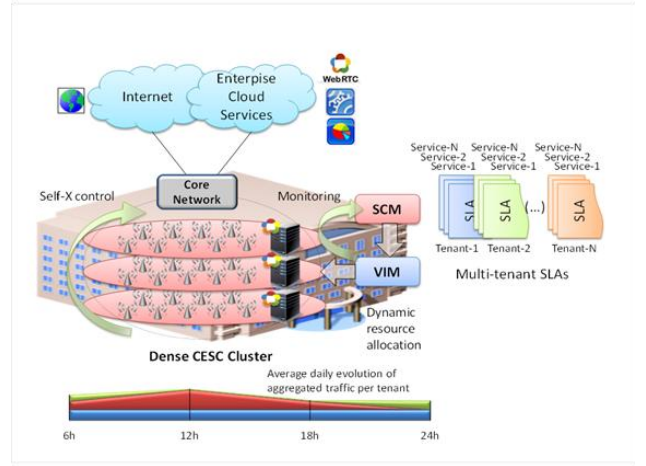 Internet
Enterpise
Cloud
Services
WebRTC
Core
Network
Self-X control
Monitoring
SCM
VIM
Dynamic
resource
allocation
Dense CESC Cluster
Service-N
Service-2
Service-1
SLA
Tenant-1
Service-N
Service-2
Service-1
SLA
Tenant-2
(...)
Service-N
Service-2
Service-1
SLA
Tenant-N
Multi-tenant SLAs
Average daily evolution of
aggregated traffic per tenant
6h
12h
18h
24h